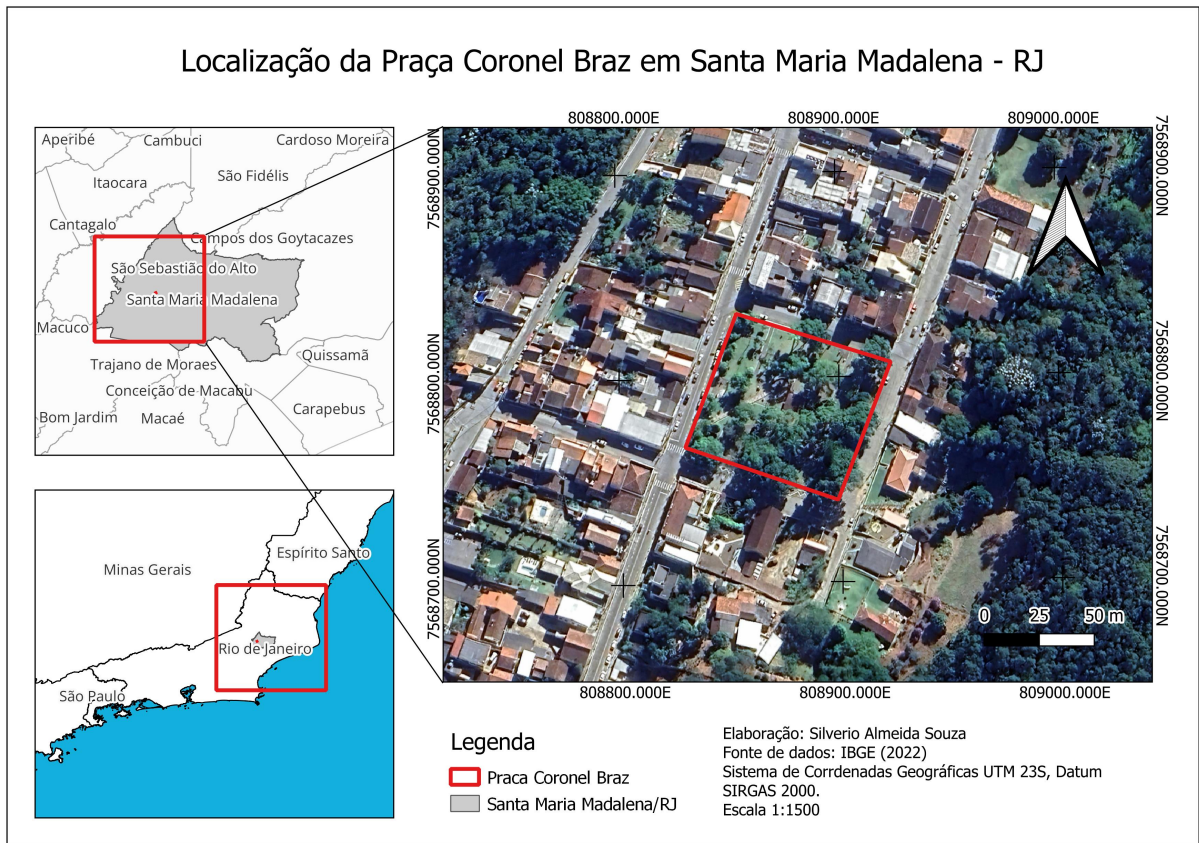 Localização da Praça Coronel Braz em Santa Maria Madalena - RJ
Aperibé
Cambuci
Cardoso Moreira
Itaocara
São Fidélis
Cantagalo
Campos dos Goytacazes
São Sebastião do Alto
Santa Maria Madalena
Macuco
Trajano de Moraes
Quissamã
Conceição de Macabu
Carapebus
Bom Jardim
Macaé
Espírito Santo
Minas Gerais
Rio de Janeiro
São Paulo
808800.000E
808900.000E
809000.000E
7568900.000N
7568900.000N
7568800.000N
7568800.000N
7568700.000N
7568700.000N
0 25 50 m
808800.000E
808900.000E
809000.000E
Legenda
Praca Coronel Braz
Santa Maria Madalena/RJ
Elaboração: Silverio Almeida Souza
Fonte de dados: IBGE (2022)
Sistema de Corrdenadas Geográficas UTM 23S, Datum
SIRGAS 2000.
Escala 1:1500